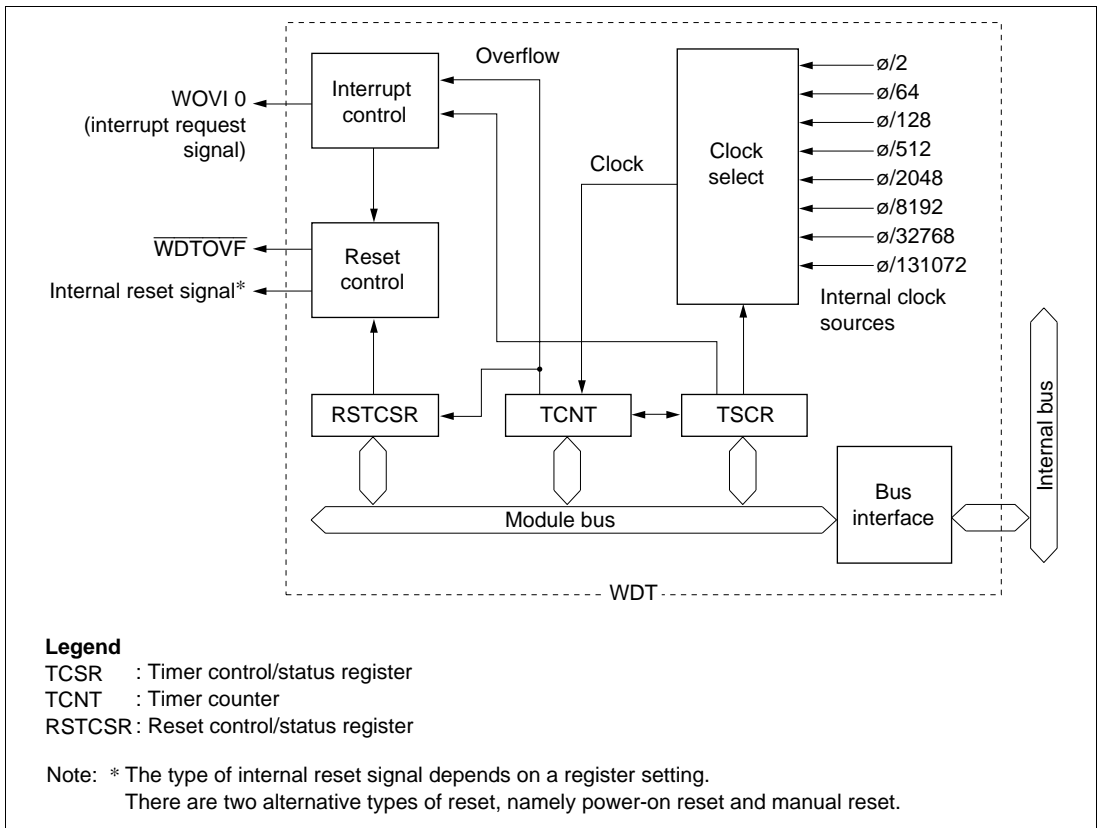 Overflow
Interrupt
control
WOVI 0
(interrupt request
signal)
Clock
Clock
select
ø/2
ø/64
ø/128
ø/512
ø/2048
ø/8192
ø/32768
ø/131072
Internal clock
sources
WDTOVF
Internal reset signal*
Reset
control
RSTCSR
TCNT
TSCR
Module bus
Bus
interface
Internal bus
WDT
Legend
TCSR : Timer control/status register
TCNT : Timer counter
RSTCSR : Reset control/status register
Note: * The type of internal reset signal depends on a register setting.
There are two alternative types of reset, namely power-on reset and manual reset.